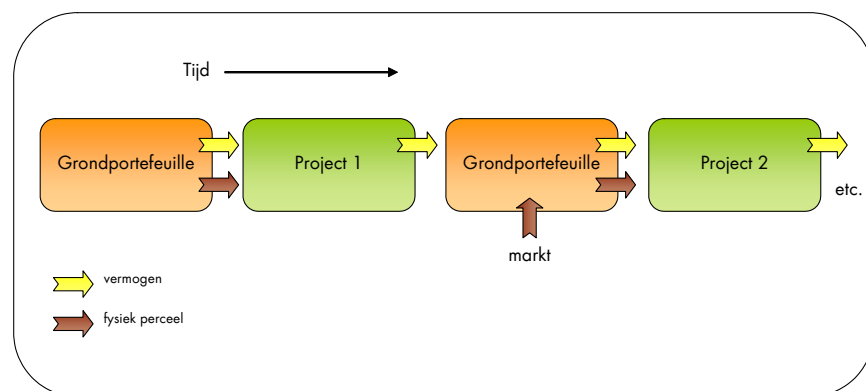 Tijd
Grondportefeuille
Project 1
Grondportefeuille
Project 2
etc.
markt
vermogen
fysiek perceel